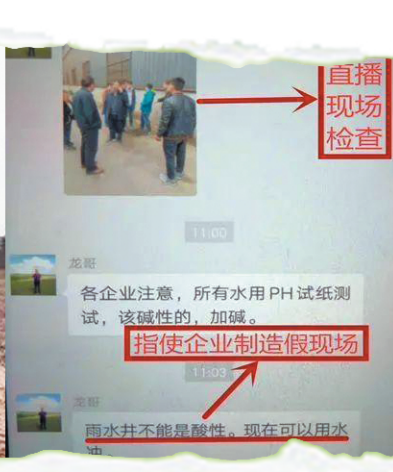 直播
现场
检查
11:00
龙哥
各企业注意，所有水用PH试纸测
试，该碱性的，加碱。
指使企业制造假现场
11:03
龙哥
雨水井不能是酸性。现在可以用水
冲。